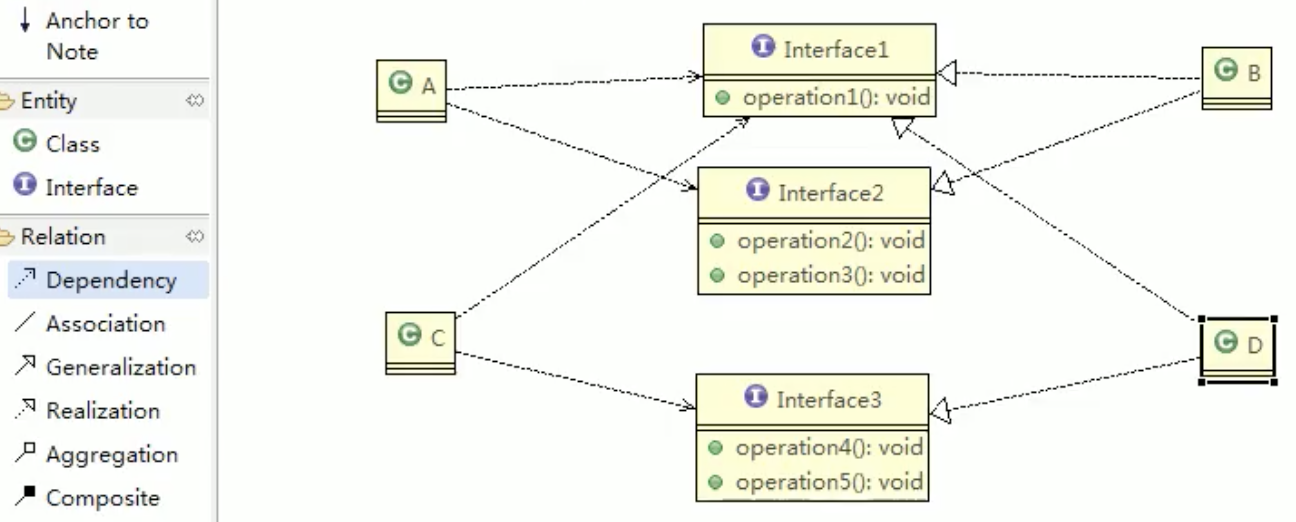 Anchor to
Note
Entity
Class
Interface
Relation
Dependency
Association
Generalization
Realization
Aggregation
Composite
A
Interface1
operation1(): void
B
Interface2
operation2(): void
operation3(): void
C
D
Interface3
operation4(): void
operation5(): void